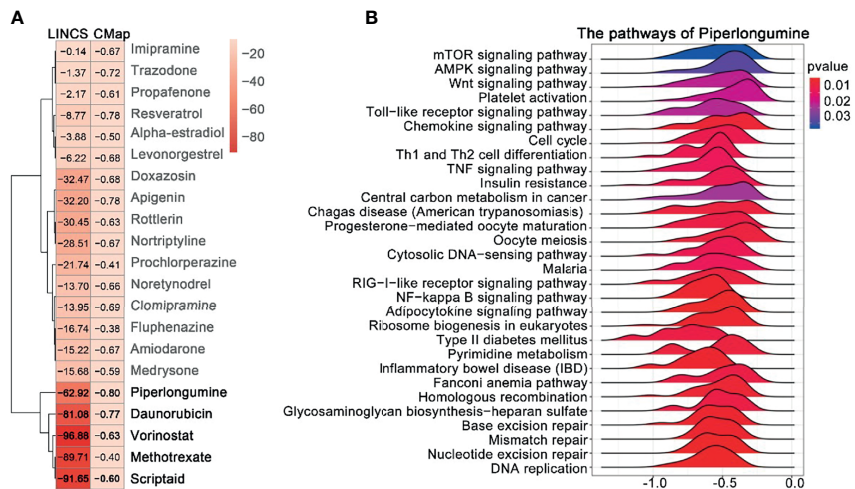 A
LINCS CMap
-0.14 -0.67 Imipramine
-1.37 -0.72 Trazodone
-2.17 -0.61 Propafenone
-8.77 -0.78 Resveratrol
-3.88 -0.50 Alpha-estradiol
-6.22 -0.68 Levonorgestrel
-32.47 -0.68 Doxazosin
-32.20 -0.78 Apigenin
-30.45 -0.63 Rottlerin
-28.51 -0.67 Nortriptyline
-21.74 -0.41 Prochlorperazine
-13.70 -0.66 Noretynodrel
-13.95 -0.69 Clomipramine
-16.74 -0.38 Fluphenazine
-15.22 -0.67 Amiodarone
-15.68 -0.59 Medrysone
-62.92 -0.80 Piperlongumine
-81.08 -0.77 Daunorubicin
-96.88 -0.63 Vorinostat
-89.71 -0.40 Methotrexate
-91.65 -0.60 Scriptaid
-20
-40
-60
-80
B
The pathways of Piperlongumine
mTOR signaling pathway
AMPK signaling pathway
Wnt signaling pathway
Platelet activation
Toll-like receptor signaling pathway
Chemokine signaling pathway
Cell cycle
Th1 and Th2 cell differentiation
TNF signaling pathway
Insulin resistance
Central carbon metabolism in cancer
Chagas disease (American trypanosomiasis)
Progesterone-mediated oocyte maturation
Oocyte meiosis
Cytosolic DNA-sensing pathway
Malaria
RIG-I-like receptor signaling pathway
NF-kappa B signaling pathway
Adipocytokine signaling pathway
Ribosome biogenesis in eukaryotes
Type II diabetes mellitus
Pyrimidine metabolism
Inflammatory bowel disease (IBD)
Fanconi anemia pathway
Homologous recombination
Glycosaminoglycan biosynthesis-heparan sulfate
Base excision repair
Mismatch repair
Nucleotide excision repair
DNA replication
-1.0 -0.5 0.0
pvalue
0.01
0.02
0.03